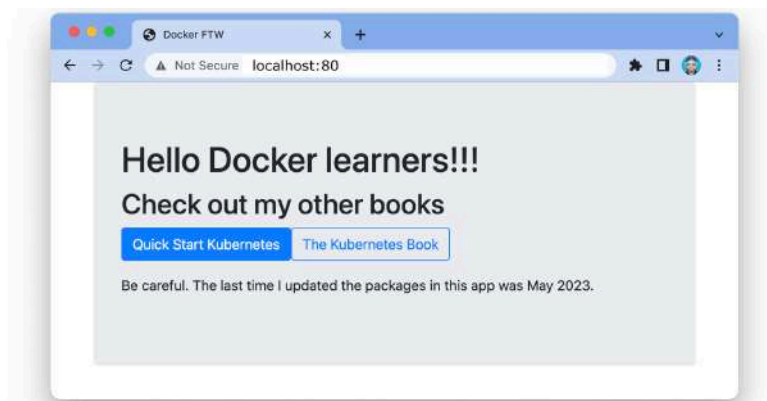 Docker FTW
Not Secure localhost:80
Hello Docker learners!!!
Check out my other books
Quick Start Kubernetes The Kubernetes Book
Be careful. The last time I updated the packages in this app was May 2023.